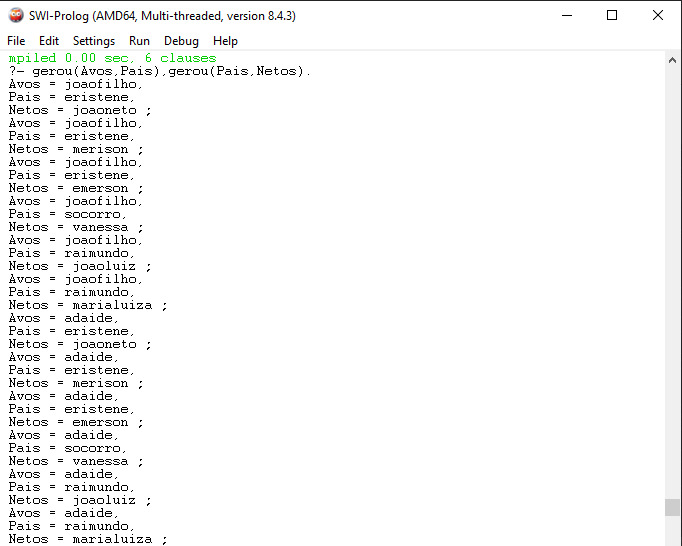 SWI-Prolog (AMD64, Multi-threaded, version 8.4.3)
File Edit Settings Run Debug Help
mpiled 0.00 sec, 6 clauses
?- gerou(Avos,Pais),gerou(Pais,Netos).
Avos = joaofilho,
Pais = eristene,
Netos = joaoneto ;
Avos = joaofilho,
Pais = eristene,
Netos = merison ;
Avos = joaofilho,
Pais = eristene,
Netos = emerson ;
Avos = joaofilho,
Pais = socorro,
Netos = vanessa ;
Avos = joaofilho,
Pais = raimundo,
Netos = joaoluiz ;
Avos = joaofilho,
Pais = raimundo,
Netos = marialuiza ;
Avos = adaide,
Pais = eristene,
Netos = joaoneto ;
Avos = adaide,
Pais = eristene,
Netos = merison ;
Avos = adaide,
Pais = eristene,
Netos = emerson ;
Avos = adaide,
Pais = socorro,
Netos = vanessa ;
Avos = adaide,
Pais = raimundo,
Netos = joaoluiz ;
Avos = adaide,
Pais = raimundo,
Netos = marialuiza ;